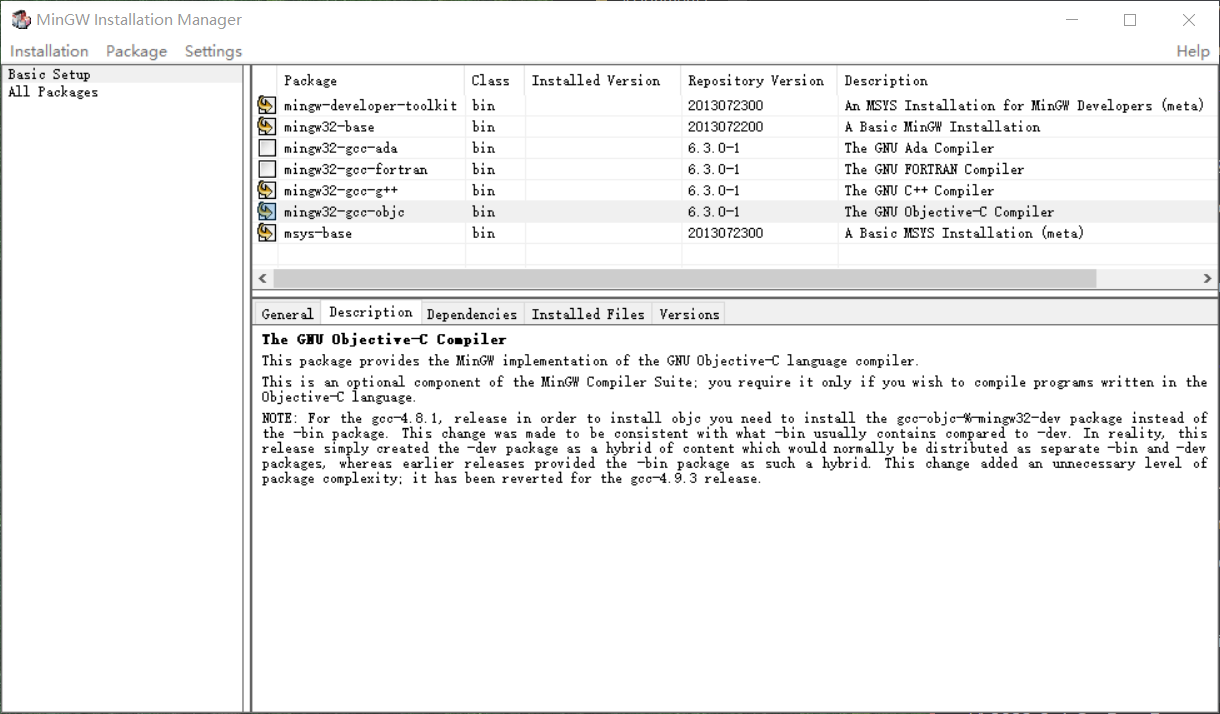 MinGW Installation Manager
Installation Package Settings Help
Basic Setup
All Packages
Package Class Installed Version Repository Version Description
mingw-developer-toolkit bin 2013072300 An MSYS Installation for MinGW Developers (meta)
mingw32-base bin 2013072200 A Basic MinGW Installation
mingw32-gcc-ada bin 6.3.0-1 The GNU Ada Compiler
mingw32-gcc-fortran bin 6.3.0-1 The GNU FORTRAN Compiler
mingw32-gcc-g++ bin 6.3.0-1 The GNU C++ Compiler
mingw32-gcc-objc bin 6.3.0-1 The GNU Objective-C Compiler
msys-base bin 2013072300 A Basic MSYS Installation (meta)
General Description Dependencies Installed Files Versions
The GNU Objective-C Compiler
This package provides the MinGW implementation of the GNU Objective-C language compiler.
This is an optional component of the MinGW Compiler Suite; you require it only if you wish to compile programs written in the
Objective-C language.
NOTE: For the gcc-4.8.1, release in order to install objc you need to install the gcc-objc-%-mingw32-dev package instead of
the -bin package. This change was made to be consistent with what -bin usually contains compared to -dev. In reality, this
release simply created the -dev package as a hybrid of content which would normally be distributed as separate -bin and -dev
packages, whereas earlier releases provided the -bin package as such a hybrid. This change added an unnecessary level of
package complexity; it has been reverted for the gcc-4.9.3 release.